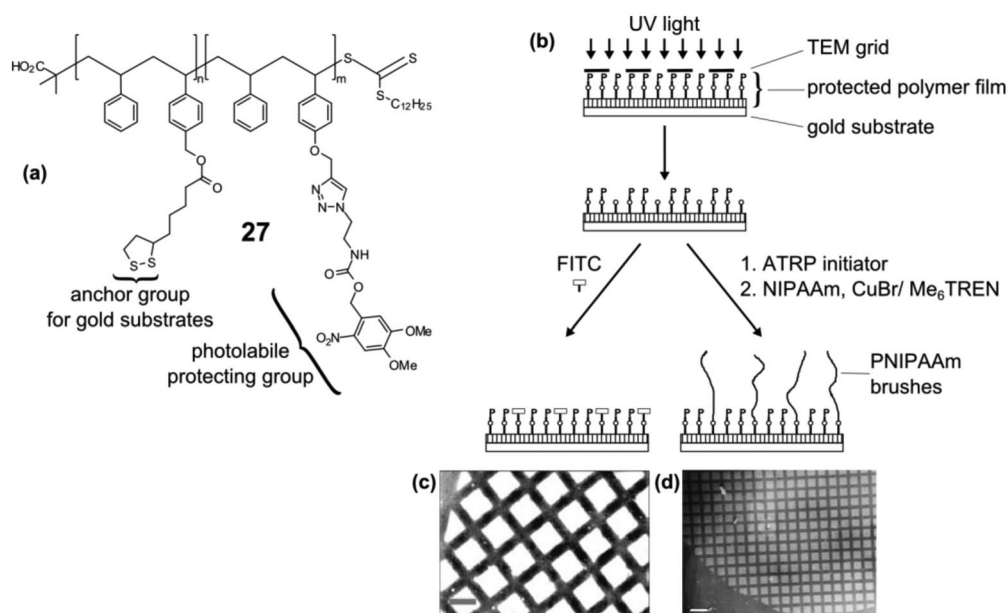 (a)
HO₂C
n
m
S
S
S
C₁₂H₂₅
O
O
S-S
anchor group
for gold substrates
27
O
N
N
N
NH
O
O
O₂N
OMe
OMe
photolabile
protecting group
(b)
UV light
TEM grid
protected polymer film
gold substrate
FITC
1. ATRP initiator
2. NIPAAm, CuBr/ Me₆TREN
PNIPAAm
brushes
(c)
(d)